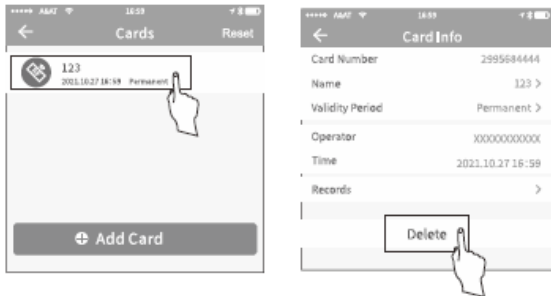 A&AT 16:59
Cards Reset
123
2021.10.27 16:59 Permanent
Add Card
A&AT 16:59
Card Info
Card Number 2995684444
Name 123 >
Validity Period Permanent >
Operator XXXXXXXXXXX
Time 2021.10.27 16:59
Records >
Delete